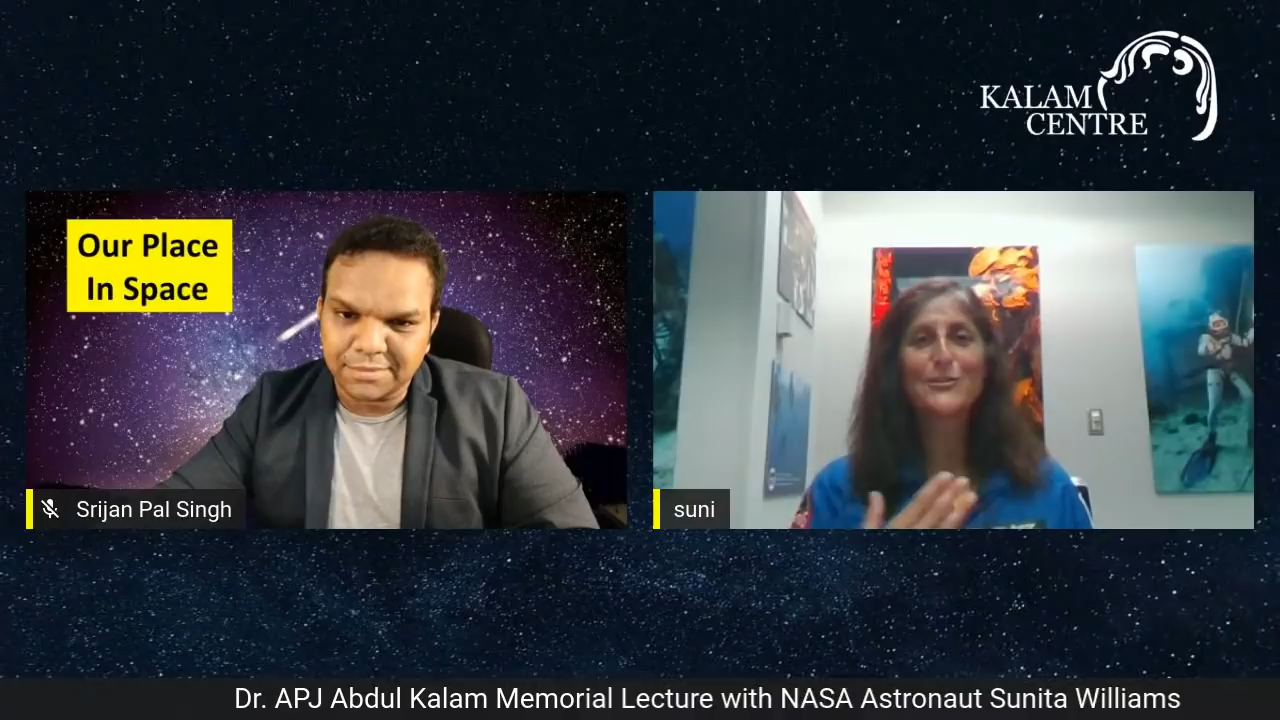 KALAM
CENTRE
Our Place
In Space
Srijan Pal Singh
suni
Dr. APJ Abdul Kalam Memorial Lecture with NASA Astronaut Sunita Williams